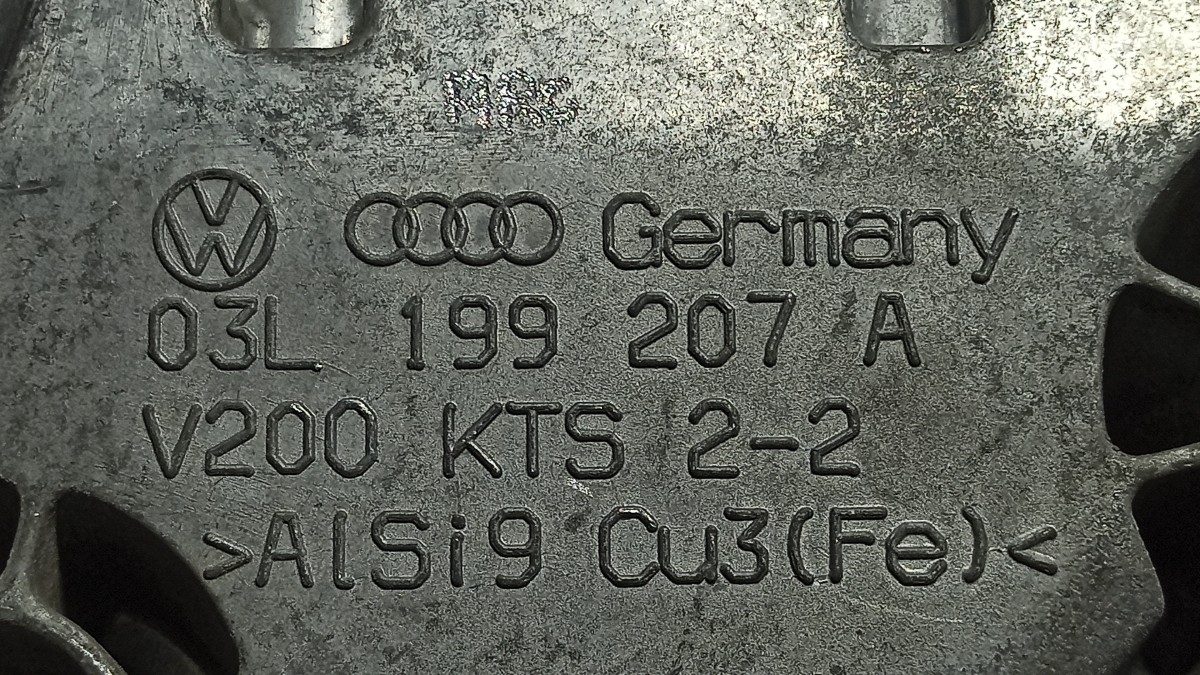 Germany
03L 199 207 A
V200 KTS 2-2
>AlSi9 Cu3(Fe)<